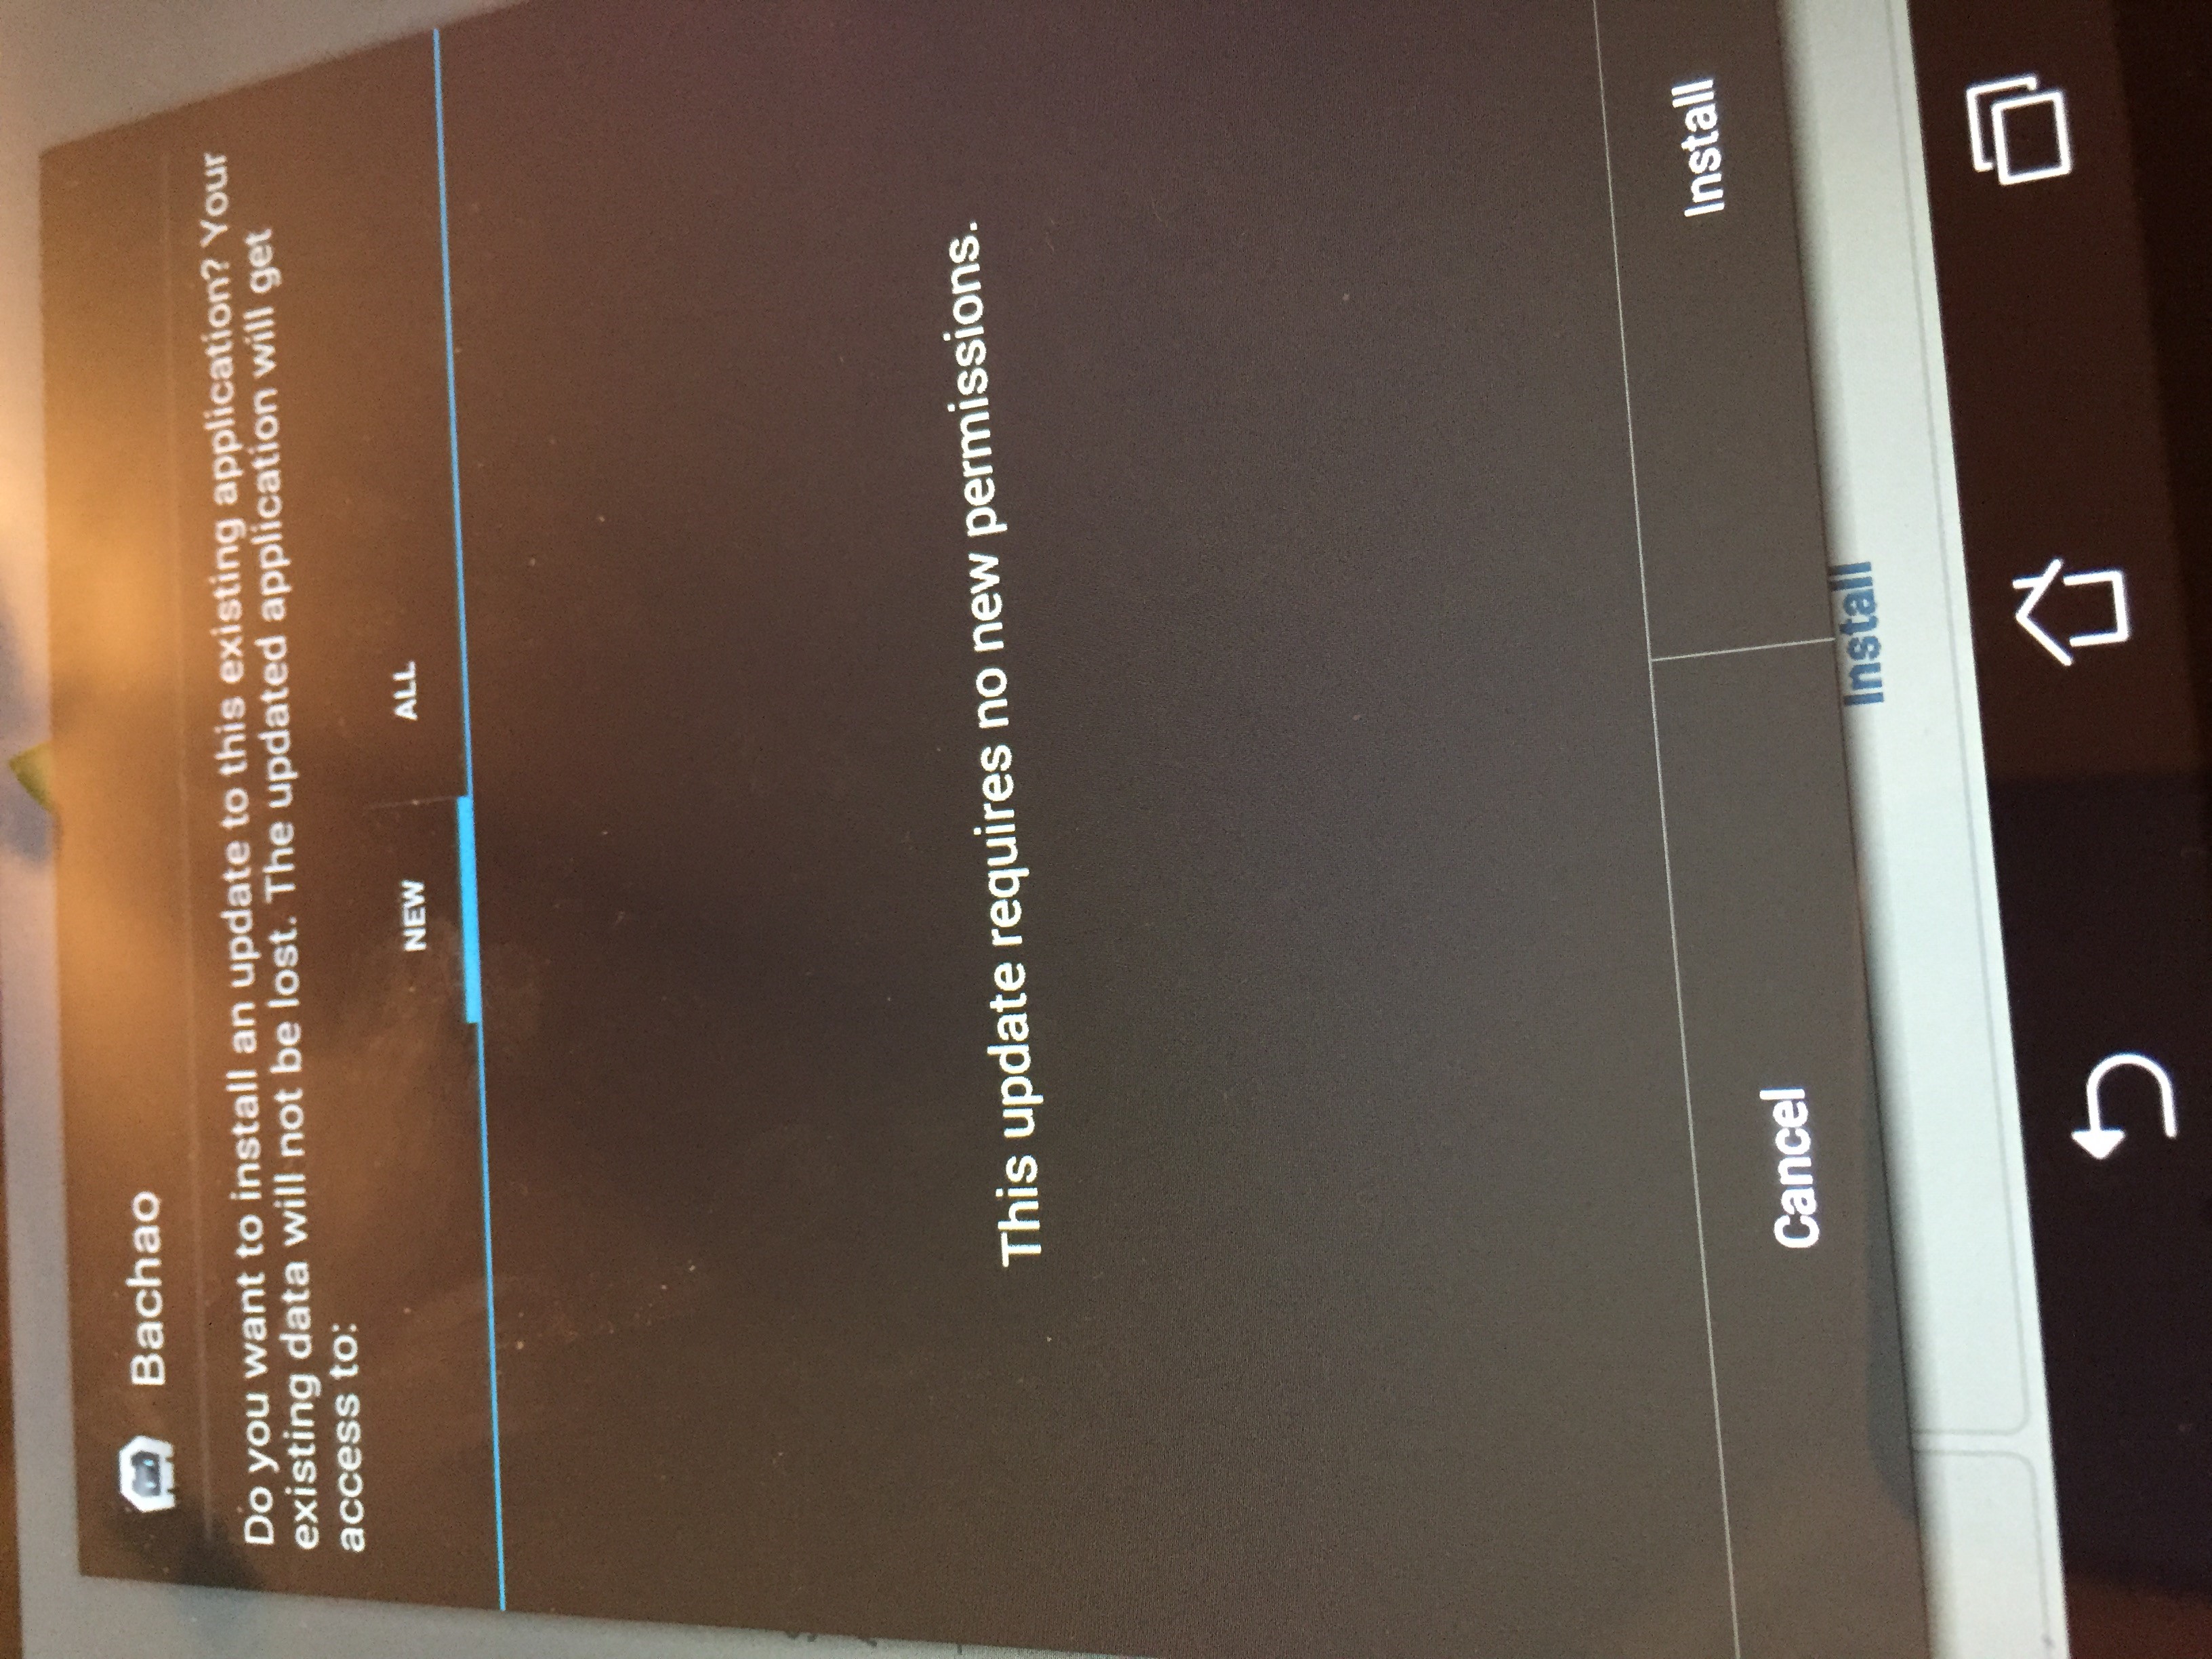 Bachao
Do you want to install an update to this existing application? Your
existing data will not be lost. The updated application will get
access to:
NEW
ALL
This update requires no new permissions.
Cancel
Install
Install